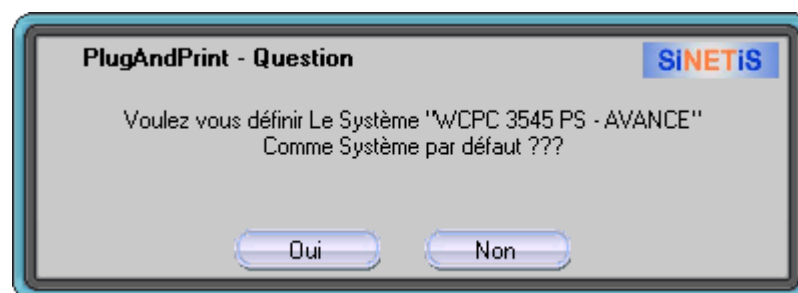 PlugAndPrint - Question
SiNETiS
Voulez vous définir Le Système "WCPC 3545 PS - AVANCE"
Comme Système par défaut ???
Oui
Non